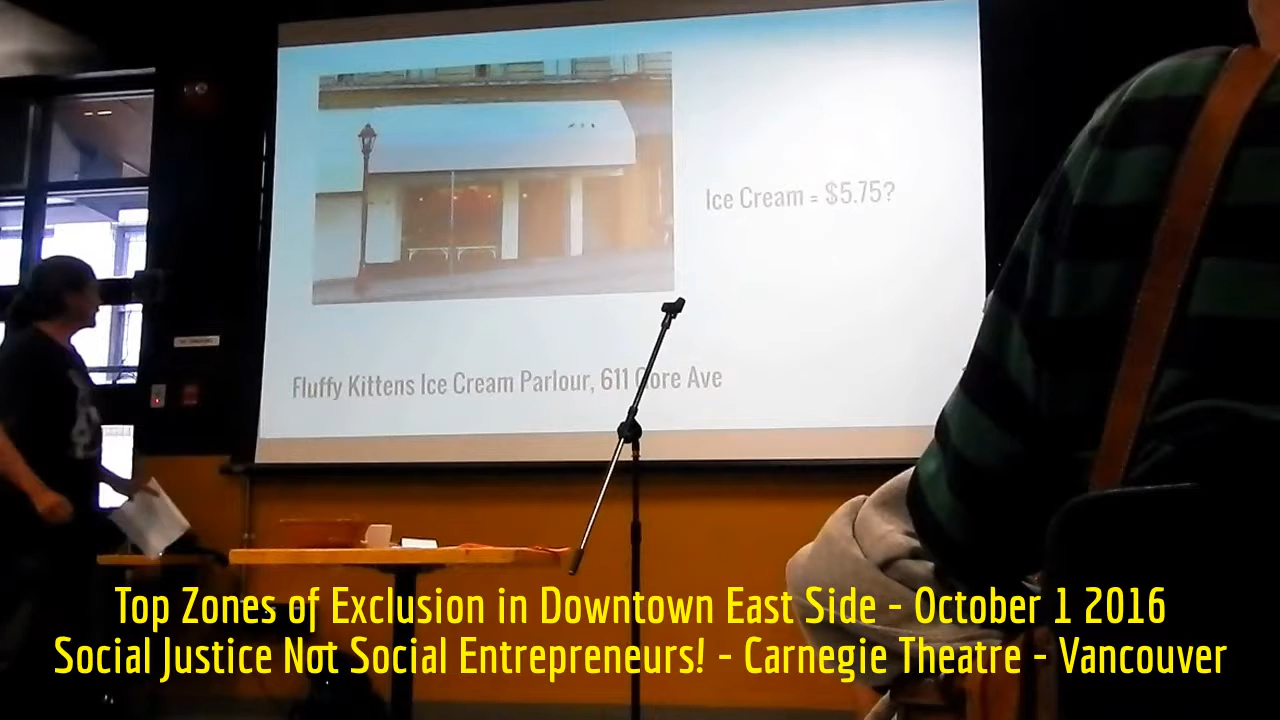 Ice Cream = $5.75?
Fluffy Kittens Ice Cream Parlour, 611 Gore Ave
Top Zones of Exclusion in Downtown East Side - October 1 2016
Social Justice Not Social Entrepreneurs! - Carnegie Theatre - Vancouver